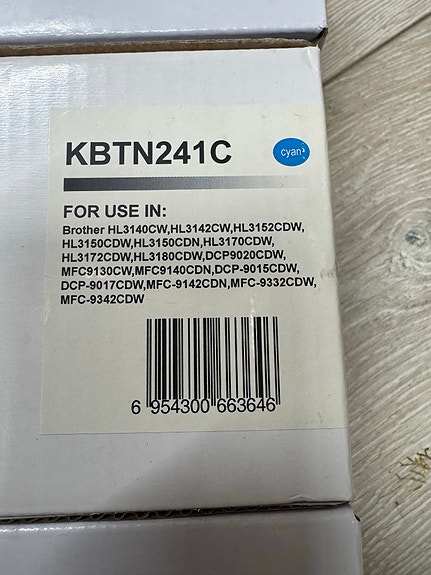 KBTN241C
cyan
FOR USE IN:
Brother HL3140CW,HL3142CW,HL3152CDW,
HL3150CDW,HL3150CDN,HL3170CDW,
HL3172CDW,HL3180CDW,DCP9020CDW,
MFC9130CW,MFC9140CDN,DCP-9015CDW,
DCP-9017CDW,MFC-9142CDN,MFC-9332CDW,
MFC-9342CDW
6 954300 663646